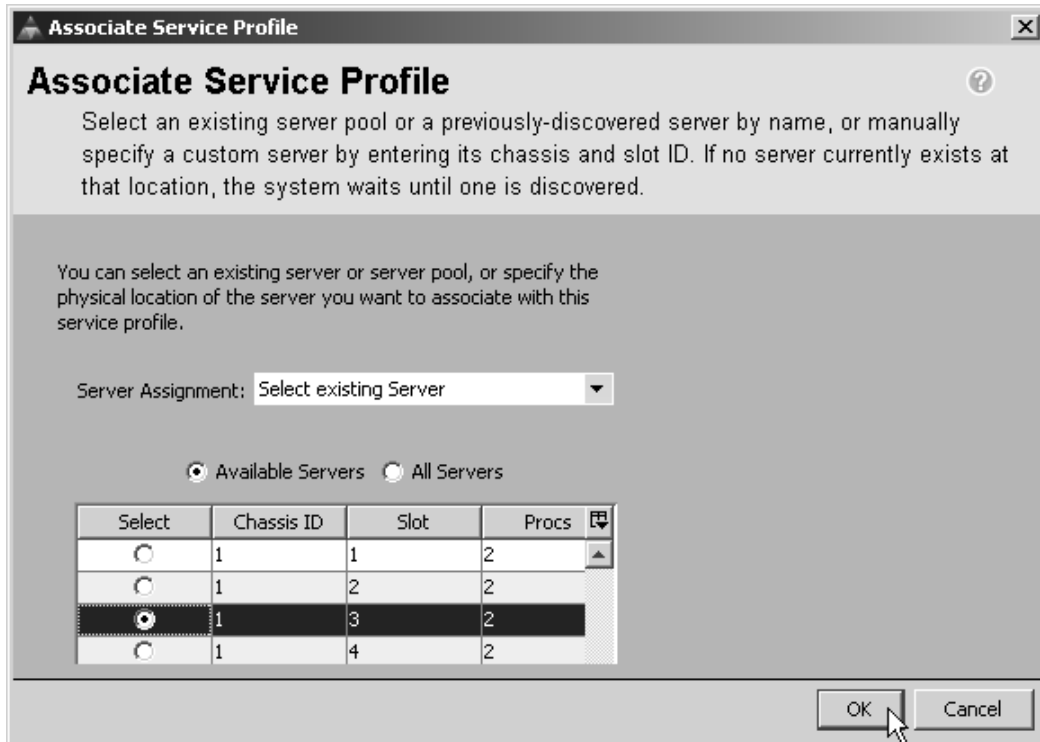 Associate Service Profile
Associate Service Profile
Select an existing server pool or a previously-discovered server by name, or manually
specify a custom server by entering its chassis and slot ID. If no server currently exists at
that location, the system waits until one is discovered.
You can select an existing server or server pool, or specify the
physical location of the server you want to associate with this
service profile.
Server Assignment: Select existing Server
Available Servers All Servers
Select Chassis ID Slot Procs
1 1 2
1 2 2
1 3 2
1 4 2
OK Cancel